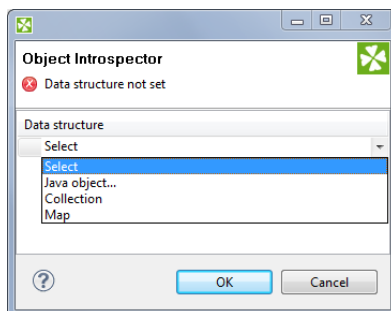 Object Introspector
Data structure not set
Data structure
Select
Select
Java object...
Collection
Map
?
OK
Cancel